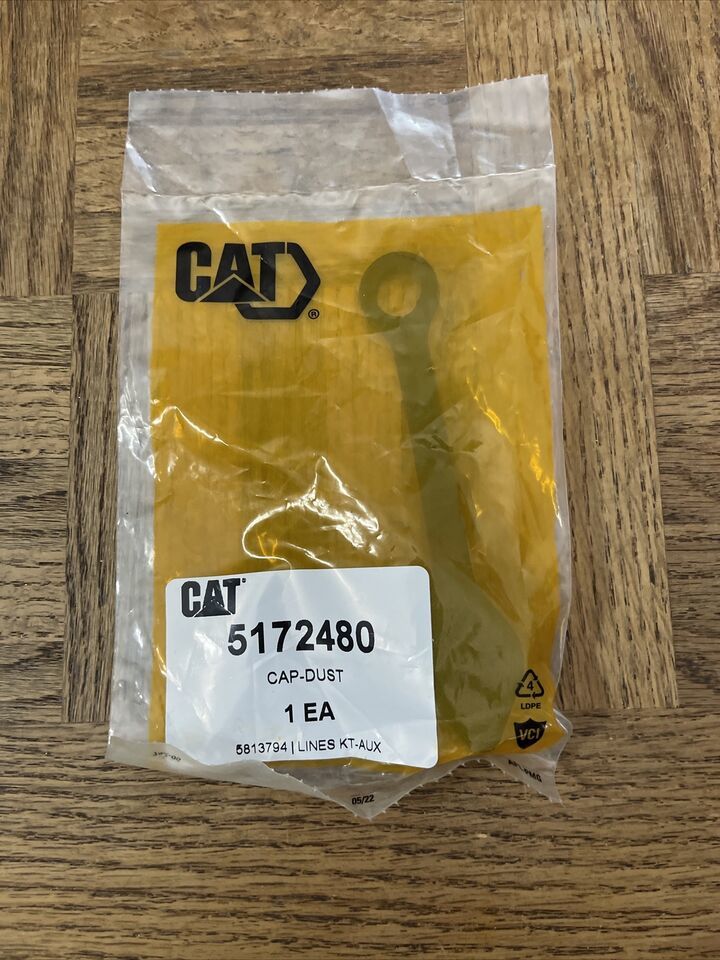 CAT
®
CAT®
5172480
CAP-DUST
1 EA
5813794 | LINES KT-AUX
4
LDPE
VCI
05/22